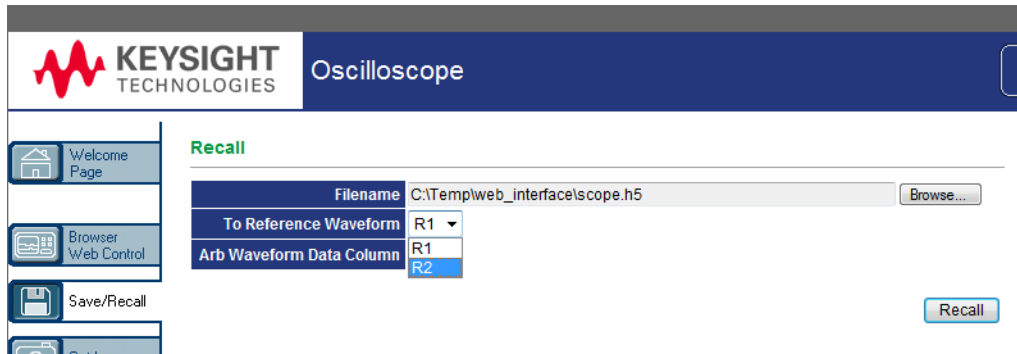 KEYSIGHT
TECHNOLOGIES
Oscilloscope
Welcome
Page
Browser
Web Control
Save/Recall
Recall
Filename C:\Temp\web_interface\scope.h5 Browse...
To Reference Waveform R1
Arb Waveform Data Column R1
R2
Recall